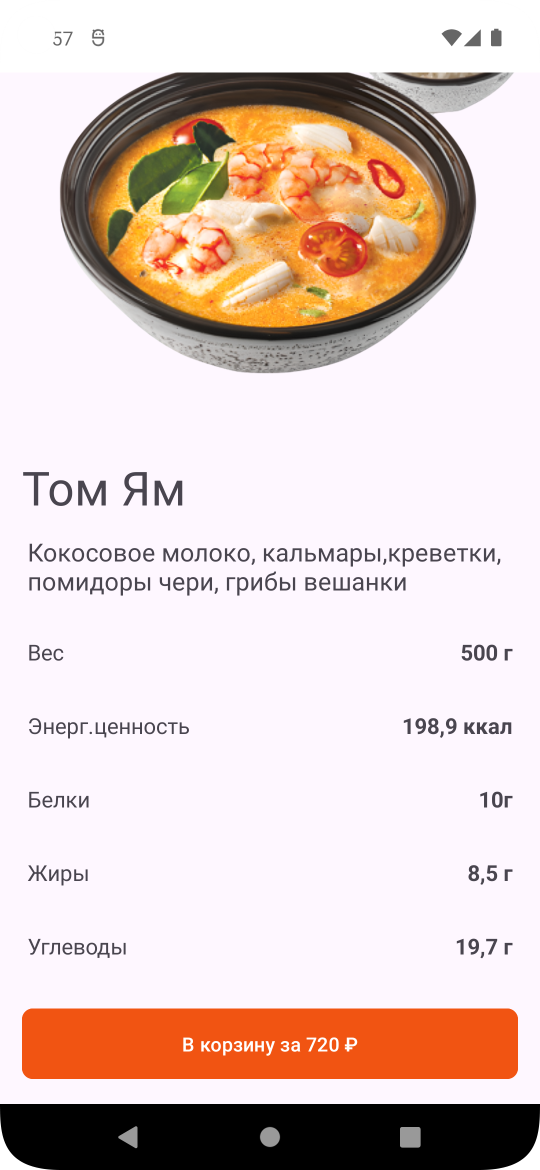 57
Том Ям
Кокосовое молоко, кальмары,креветки,
помидоры чери, грибы вешанки
Вес 500 г
Энерг.ценность 198,9 ккал
Белки 10г
Жиры 8,5 г
Углеводы 19,7 г
В корзину за 720 ₽